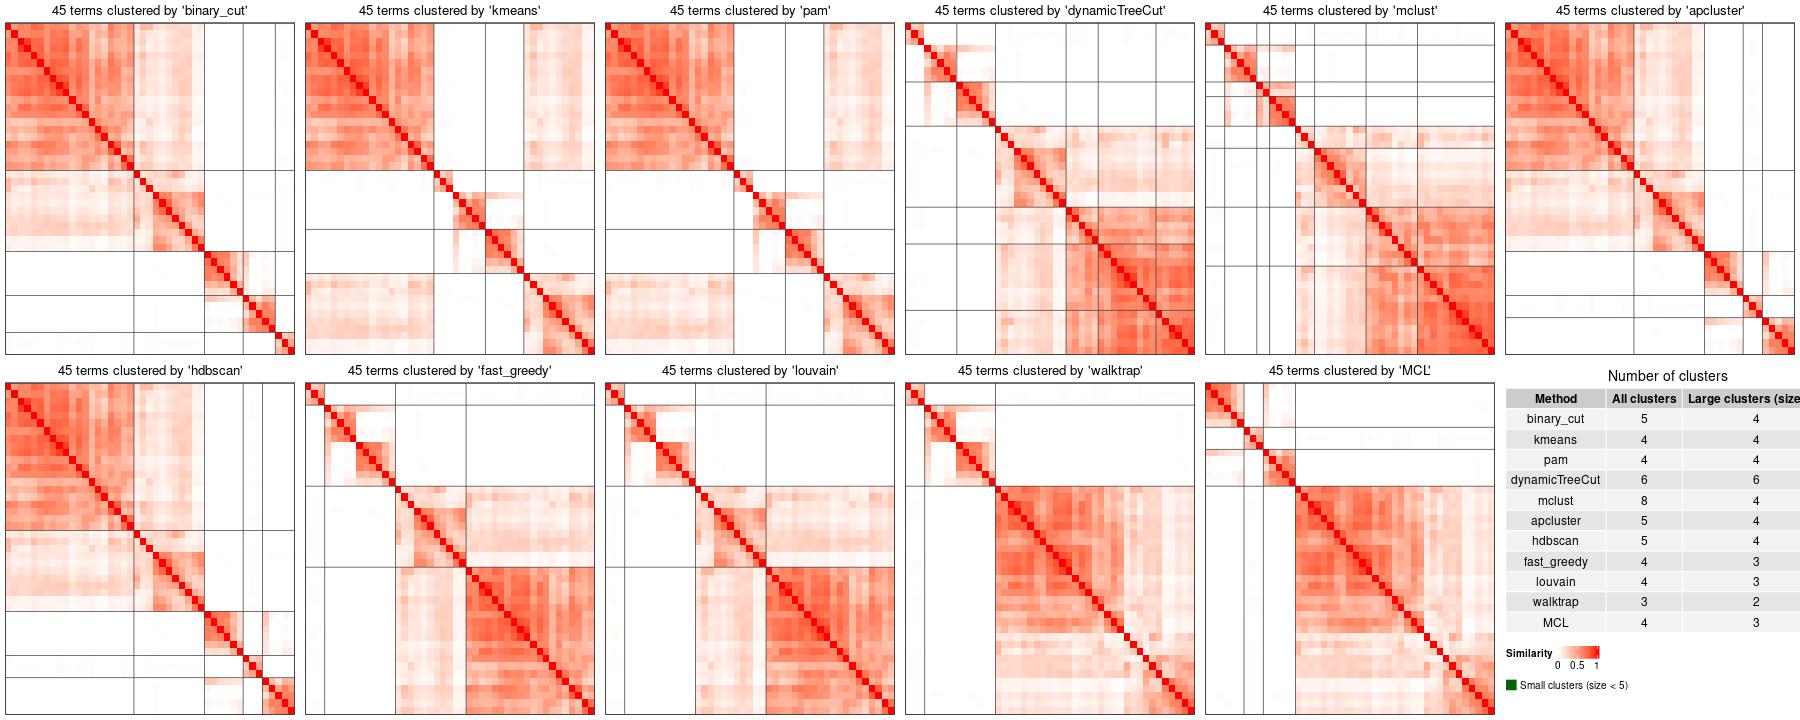 45 terms clustered by 'binary_cut'
45 terms clustered by 'kmeans'
45 terms clustered by 'pam'
45 terms clustered by 'dynamicTreeCut'
45 terms clustered by 'mclust'
45 terms clustered by 'apcluster'
45 terms clustered by 'hdbscan'
45 terms clustered by 'fast_greedy'
45 terms clustered by 'louvain'
45 terms clustered by 'walktrap'
45 terms clustered by 'MCL'
Number of clusters
Method All clusters Large clusters (size
binary_cut 5 4
kmeans 4 4
pam 4 4
dynamicTreeCut 6 6
mclust 8 4
apcluster 5 4
hdbscan 5 4
fast_greedy 4 3
louvain 4 3
walktrap 3 2
MCL 4 3
Similarity
0 0.5 1
Small clusters (size < 5)